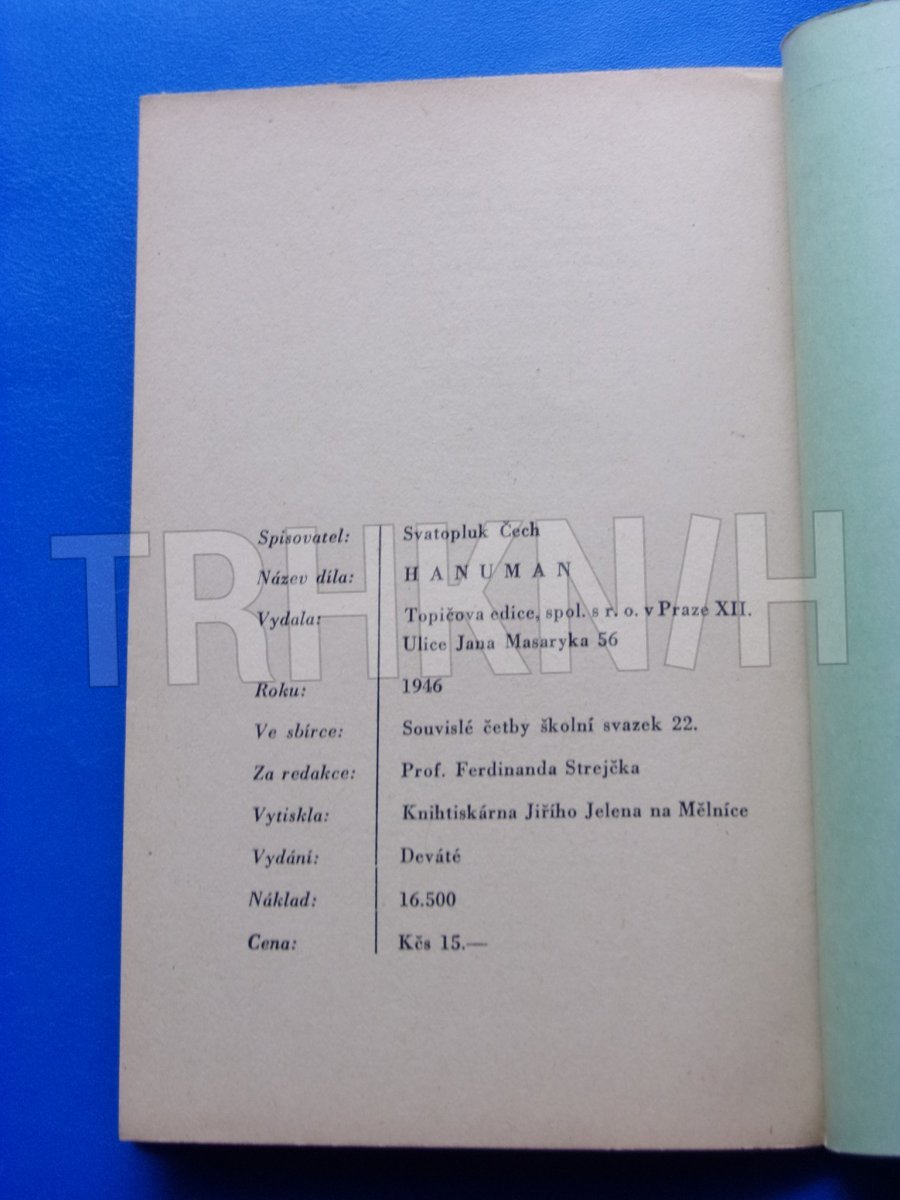 Spisovatel: Svatopluk Čech
Název díla: HANUMAN
Vydala: Topičova edice, spol. s r. o. v Praze XII.
Ulice Jana Masaryka 56
Roku: 1946
Ve sbírce: Souvislé četby školní svazek 22.
Za redakce: Prof. Ferdinanda Strejčka
Vytiskla: Knihtiskárna Jiřího Jelena na Mělníce
Vydání: Deváté
Náklad: 16.500
Cena: Kčs 15.—
TRHKN/H